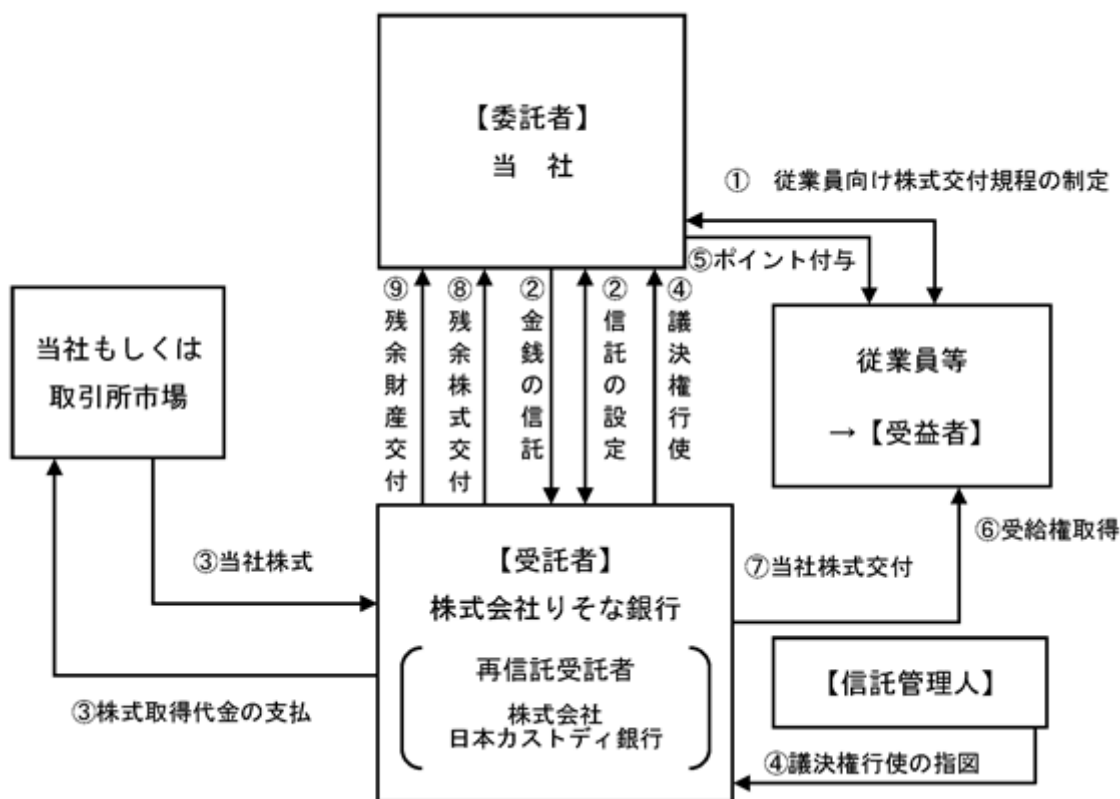 【委託者】
当　社
①　従業員向け株式交付規程の制定
⑤ポイント付与
⑨残余財産交付
⑧残余株式交付
②金銭の信託
②信託の設定
④議決権行使
当社もしくは
取引所市場
従業員等
→【受益者】
③当社株式
⑥受給権取得
⑦当社株式交付
【受託者】
株式会社りそな銀行
再信託受託者
株式会社
日本カストディ銀行
③株式取得代金の支払
【信託管理人】
④議決権行使の指図